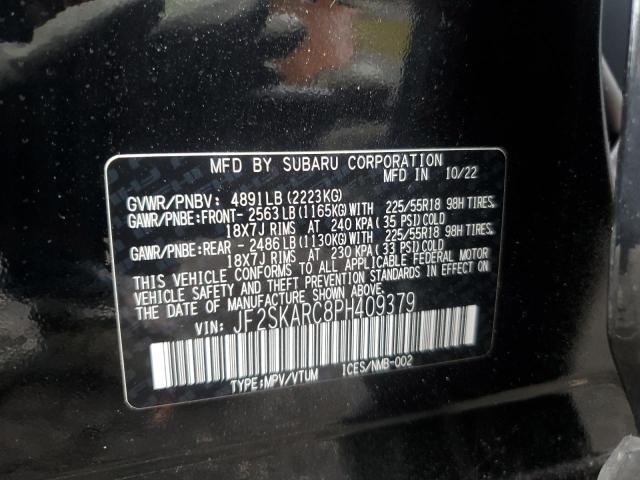 MFD BY SUBARU CORPORATION
MFD IN 10/22
GVWR/PNBV: 4891LB (2223KG)
GAWR/PNBE:FRONT- 2563LB(1165KG)WITH 225/55R18 98H TIRES,
18X7J RIMS AT 240 KPA(35 PSI)COLD
GAWR/PNBE:REAR - 2486LB(1130KG)WITH 225/55R18 98H TIRES,
18X7J RIMS AT 230 KPA(33 PSI)COLD
THIS VEHICLE CONFORMS TO ALL APPLICABLE FEDERAL MOTOR
VEHICLE SAFETY AND THEFT PREVENTION STANDARDS IN EFFECT ON
THE DATE OF MANUFACTURE SHOWN ABOVE.
VIN: JF2SKARC8PH409379
TYPE:MPV/VTUM ICES/NMB-002